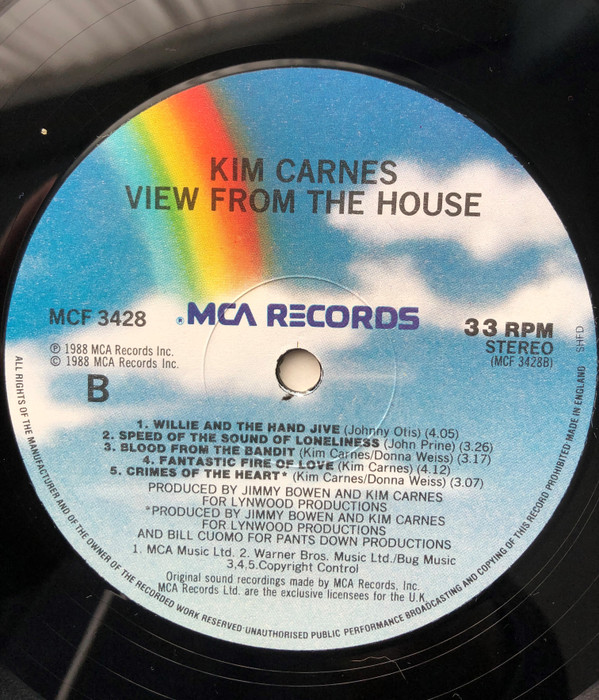 KIM CARNES
VIEW FROM THE HOUSE
MCF 3428
® MCA RECORDS
33 RPM
STEREO
(MCF 3428B)
SHFD
℗ 1988 MCA Records Inc.
© 1988 MCA Records Inc.
B
1. WILLIE AND THE HAND JIVE (Johnny Otis) (4.05)
2. SPEED OF THE SOUND OF LONELINESS (John Prine) (3.26)
3. BLOOD FROM THE BANDIT (Kim Carnes/Donna Weiss) (3.17)
4. FANTASTIC FIRE OF LOVE (Kim Carnes) (4.12)
5. CRIMES OF THE HEART* (Kim Carnes/Donna Weiss) (3.07)
PRODUCED BY JIMMY BOWEN AND KIM CARNES
FOR LYNWOOD PRODUCTIONS
*PRODUCED BY JIMMY BOWEN AND KIM CARNES
FOR LYNWOOD PRODUCTIONS
AND BILL CUOMO FOR PANTS DOWN PRODUCTIONS
1. MCA Music Ltd. 2. Warner Bros. Music Ltd./Bug Music
3,4,5.Copyright Control
Original sound recordings made by MCA Records, Inc.
MCA Records Ltd. are the exclusive licensees for the U.K.
ALL RIGHTS OF THE MANUFACTURER AND OF THE OWNER OF THE RECORDED WORK RESERVED·UNAUTHORISED PUBLIC PERFORMANCE BROADCASTING AND COPYING OF THIS RECORD PROHIBITED MADE IN ENGLAND